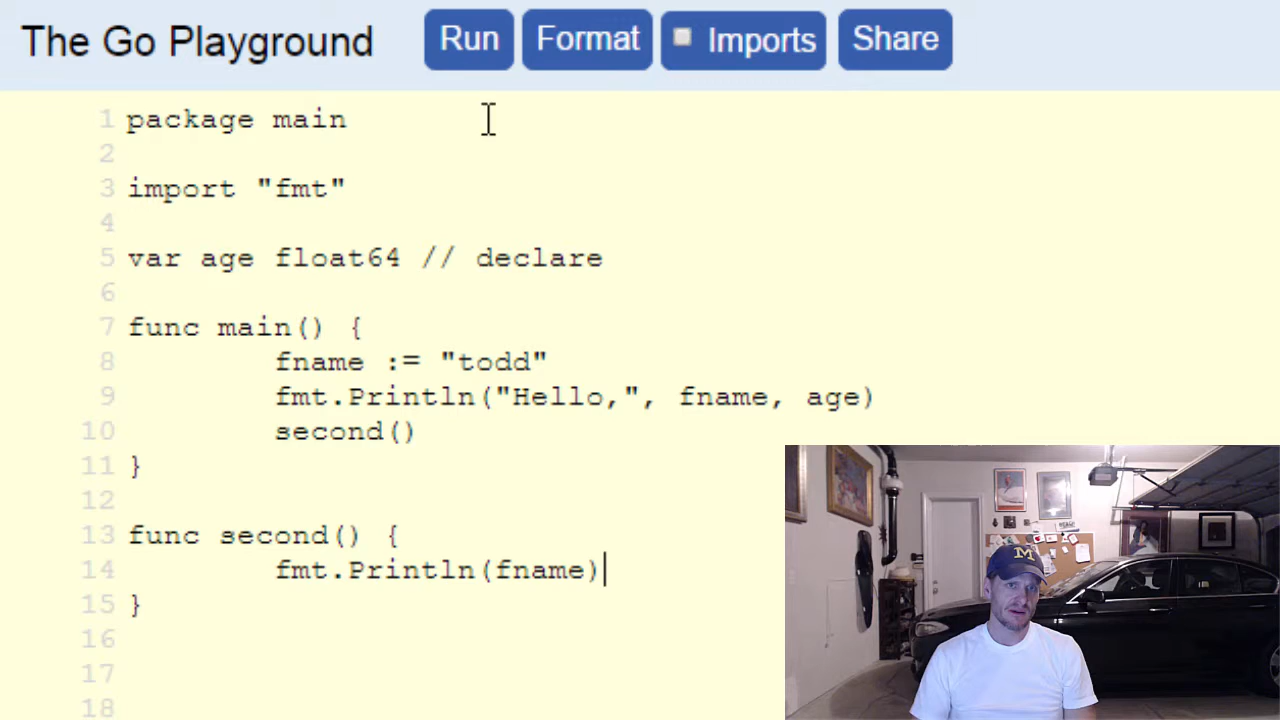 The Go Playground Run Format Imports Share
1 package main
2
3 import "fmt"
4
5 var age float64 // declare
6
7 func main() {
8 fname := "todd"
9 fmt.Println("Hello,", fname, age)
10 second()
11 }
12
13 func second() {
14 fmt.Println(fname)
15 }
16
17
18
M